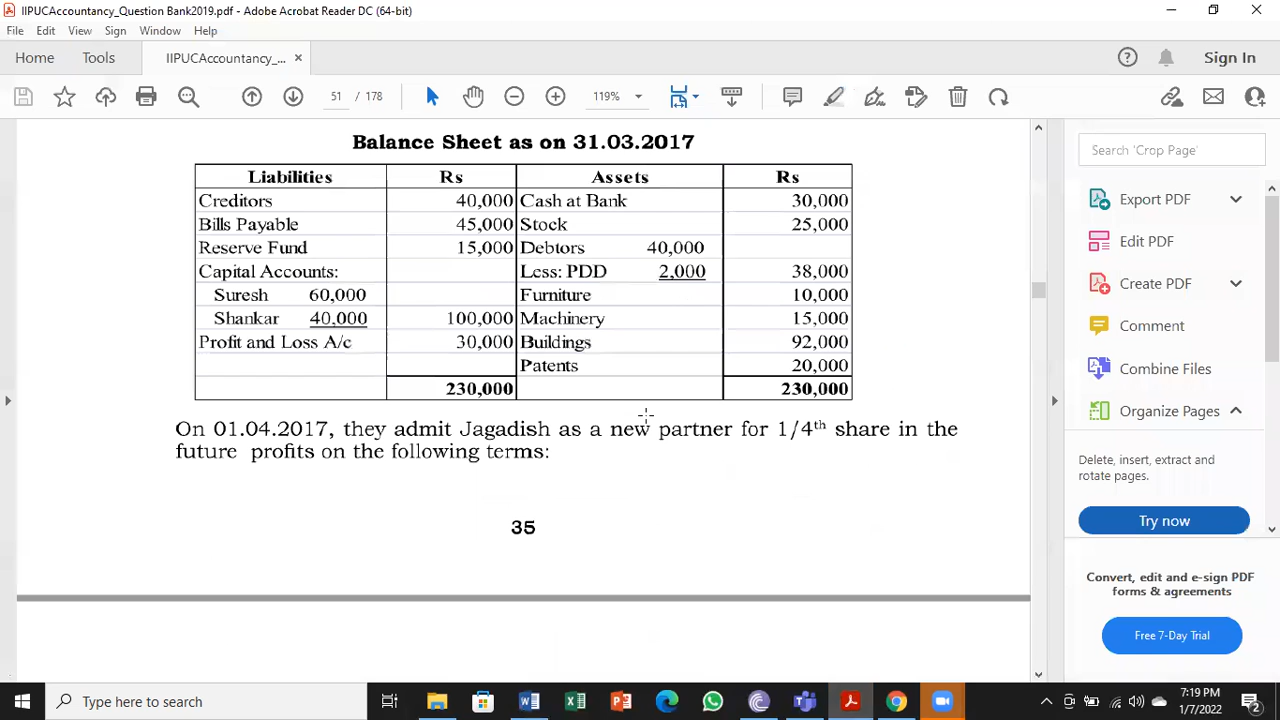 IIPUCAccountancy_Question Bank2019.pdf - Adobe Acrobat Reader DC (64-bit)
File Edit View Sign Window Help
Home Tools IIPUCAccountancy_... × Sign In
51 / 178 119%
Balance Sheet as on 31.03.2017
Liabilities Rs Assets Rs
Creditors 40,000 Cash at Bank 30,000
Bills Payable 45,000 Stock 25,000
Reserve Fund 15,000 Debtors 40,000
Capital Accounts: Less: PDD 2,000 38,000
Suresh 60,000 Furniture 10,000
Shankar 40,000 100,000 Machinery 15,000
Profit and Loss A/c 30,000 Buildings 92,000
Patents 20,000
230,000 230,000
On 01.04.2017, they admit Jagadish as a new partner for 1/4th share in the
future profits on the following terms:
35
Search 'Crop Page'
Export PDF
Edit PDF
Create PDF
Comment
Combine Files
Organize Pages
Delete, insert, extract and
rotate pages.
Try now
Convert, edit and e-sign PDF
forms & agreements
Free 7-Day Trial
Type here to search
7:19 PM
1/7/2022
2